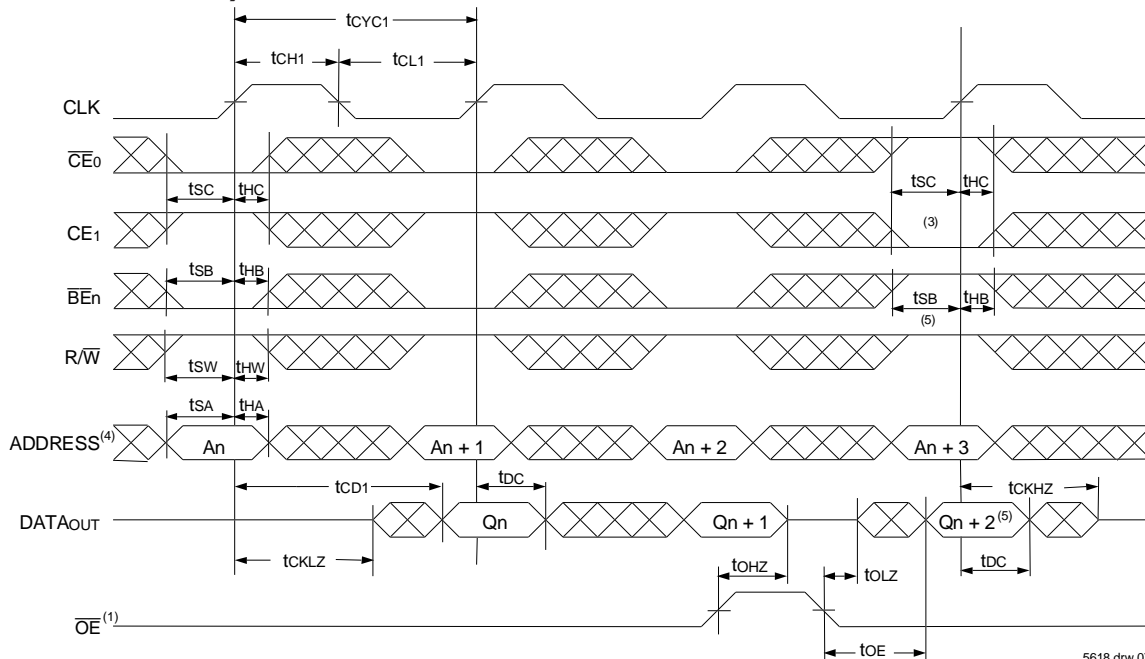 tCYC1
tCH1
tCL1
CLK
CE0
tSC
tHC
tSC
tHC
CE1
(3)
tSB
tHB
BEn
tSB
tHB
(5)
R/W
tSW
tHW
tSA
tHA
ADDRESS(4)
An
An + 1
An + 2
An + 3
tCD1
tDC
tCKHZ
DATAOUT
Qn
Qn + 1
Qn + 2(5)
tCKLZ
tOHZ
tOLZ
tDC
OE(1)
tOE